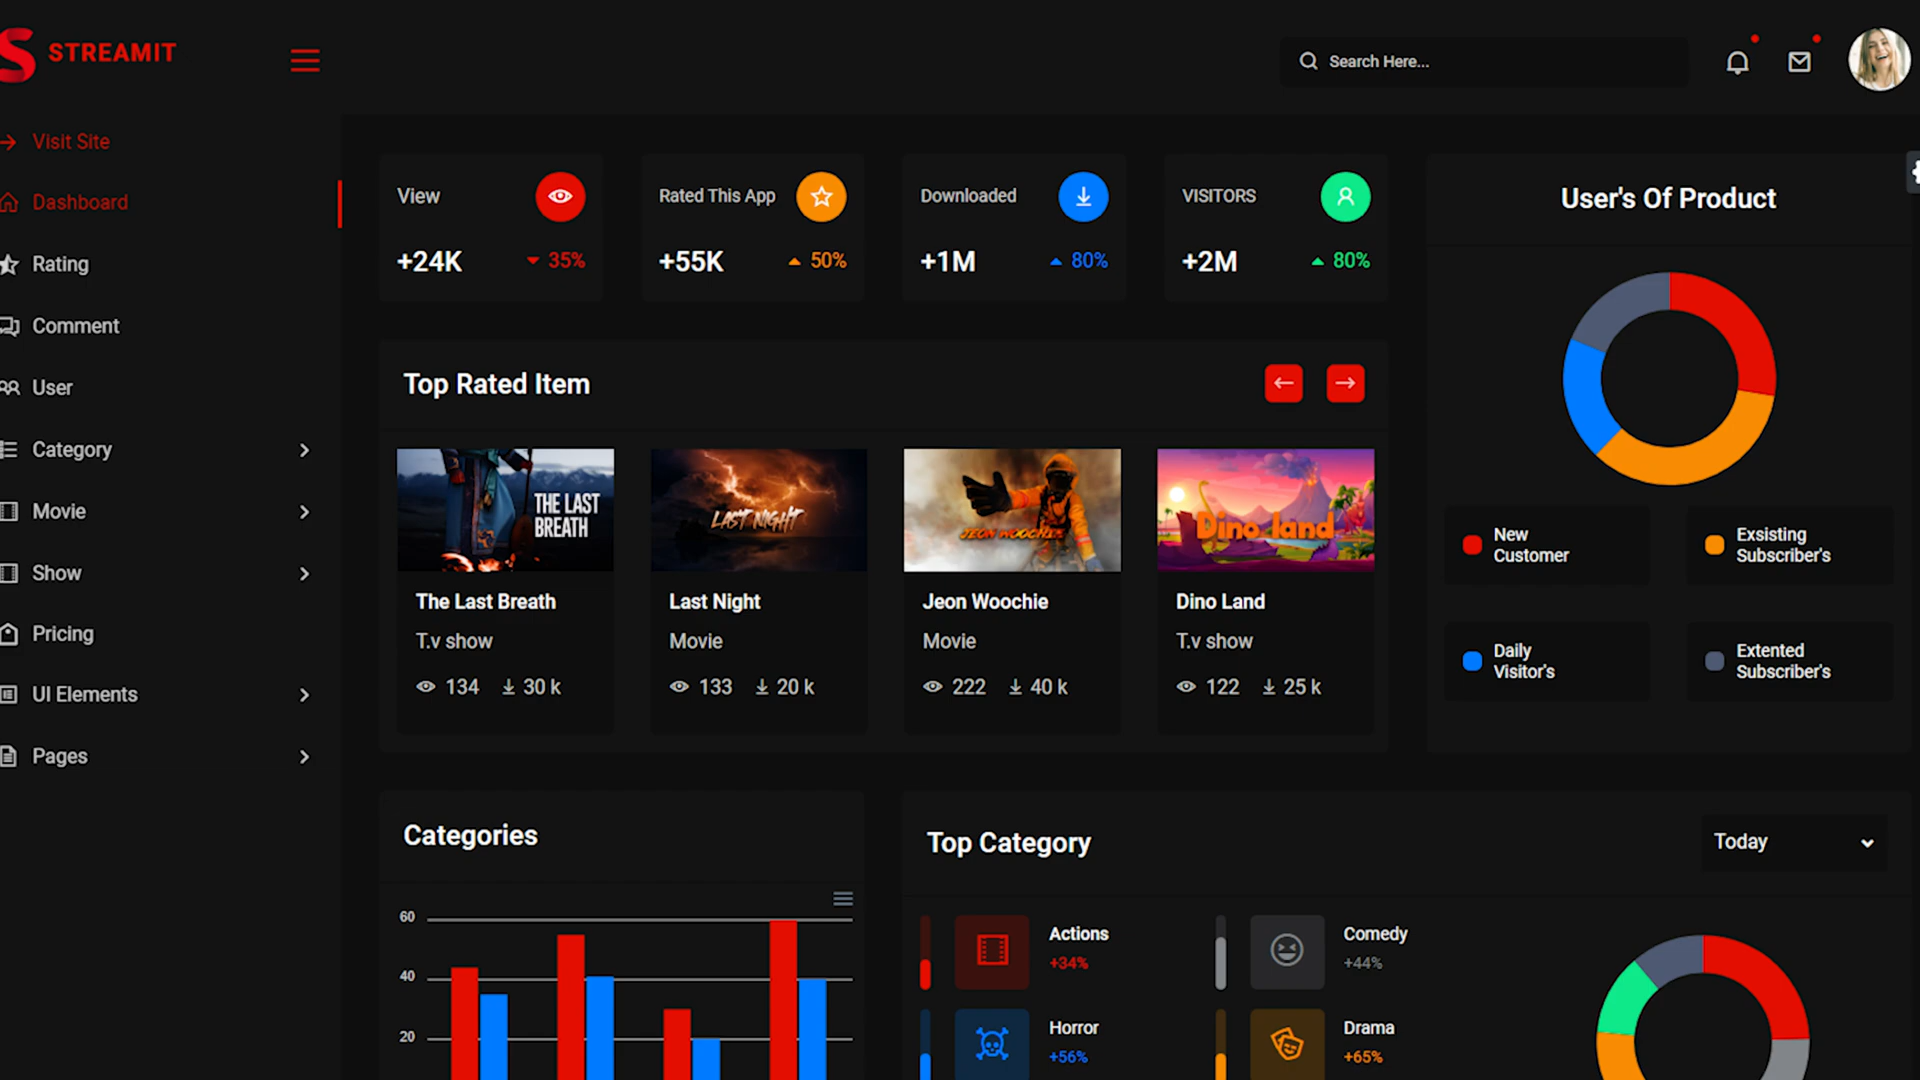 STREAMIT
Search Here...
Visit Site
Dashboard
Rating
Comment
User
Category
Movie
Show
Pricing
UI Elements
Pages
View
+24K
35%
Rated This App
+55K
50%
Downloaded
+1M
80%
VISITORS
+2M
80%
User's Of Product
New
Customer
Exsisting
Subscriber's
Daily
Visitor's
Extented
Subscriber's
Top Rated Item
THE LAST
BREATH
LAST NIGHT
JEON WOOCHIE
Dino land
The Last Breath
T.v show
134 30 k
Last Night
Movie
133 20 k
Jeon Woochie
Movie
222 40 k
Dino Land
T.v show
122 25 k
Categories
60
40
20
Top Category
Today
Actions
+34%
Comedy
+44%
Horror
+56%
Drama
+65%